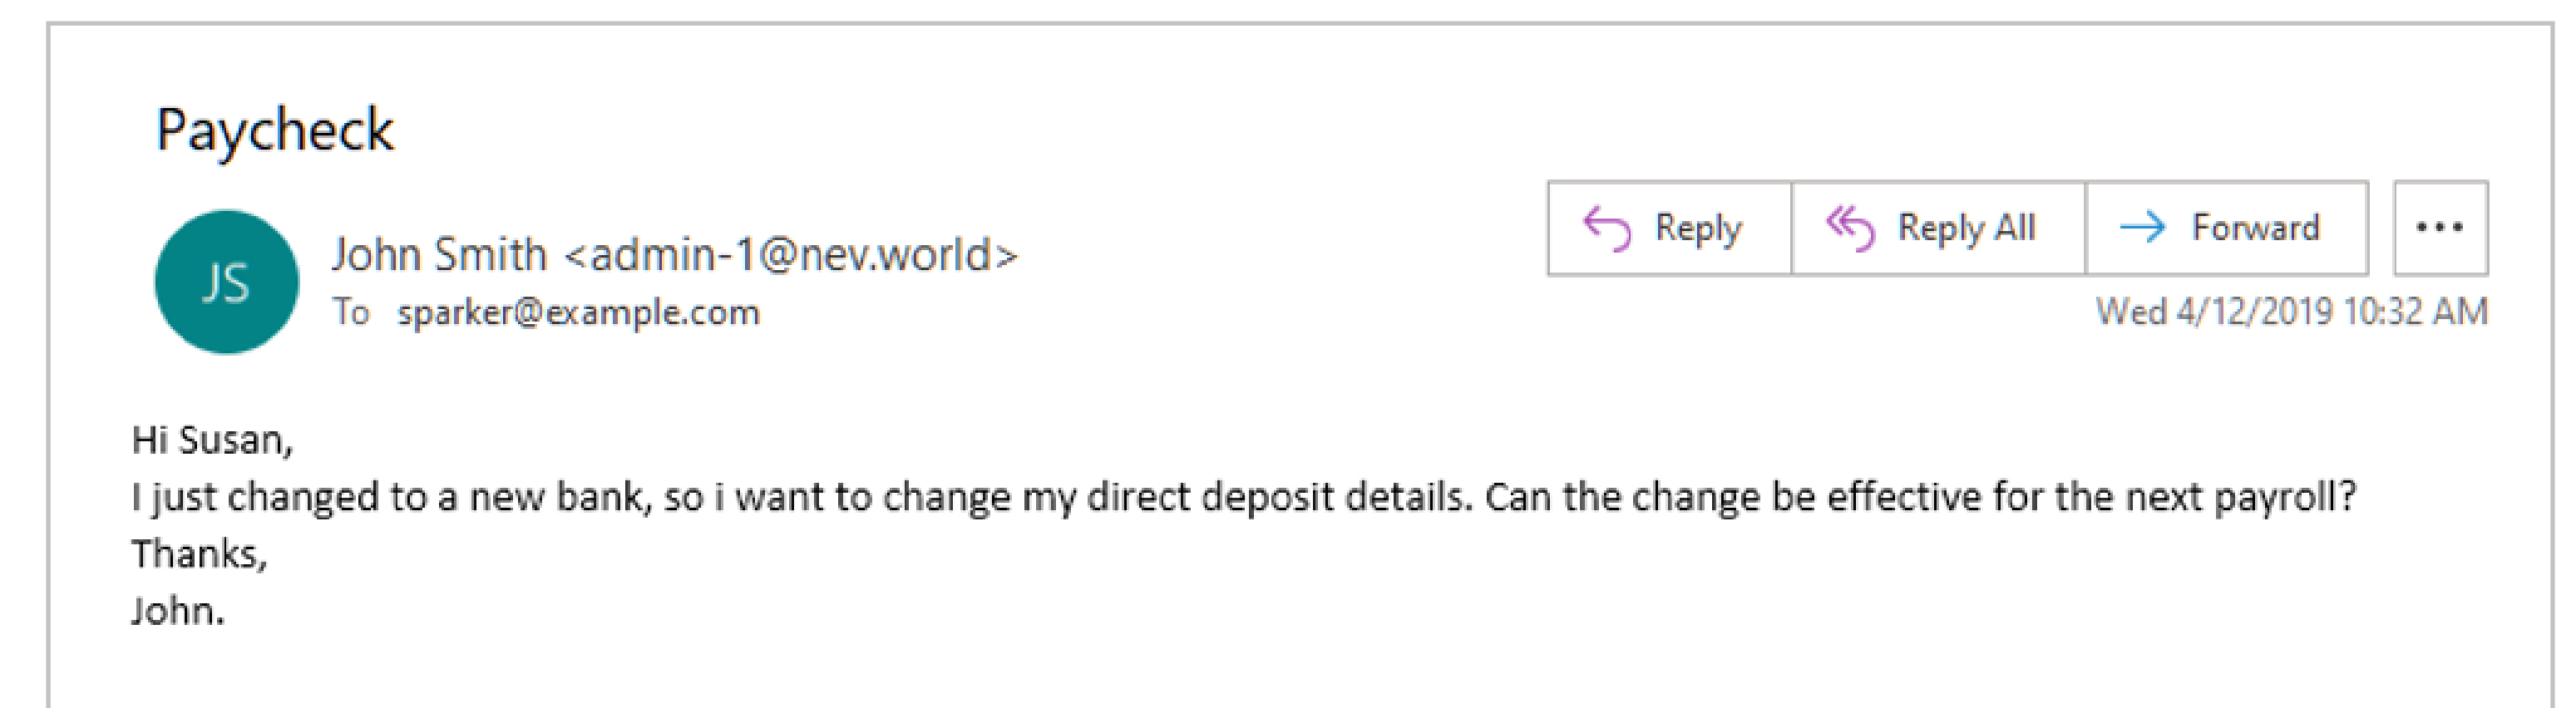 Paycheck
Reply Reply All Forward ...
JS
John Smith <admin-1@nev.world>
To sparker@example.com
Wed 4/12/2019 10:32 AM
Hi Susan,
I just changed to a new bank, so i want to change my direct deposit details. Can the change be effective for the next payroll?
Thanks,
John.